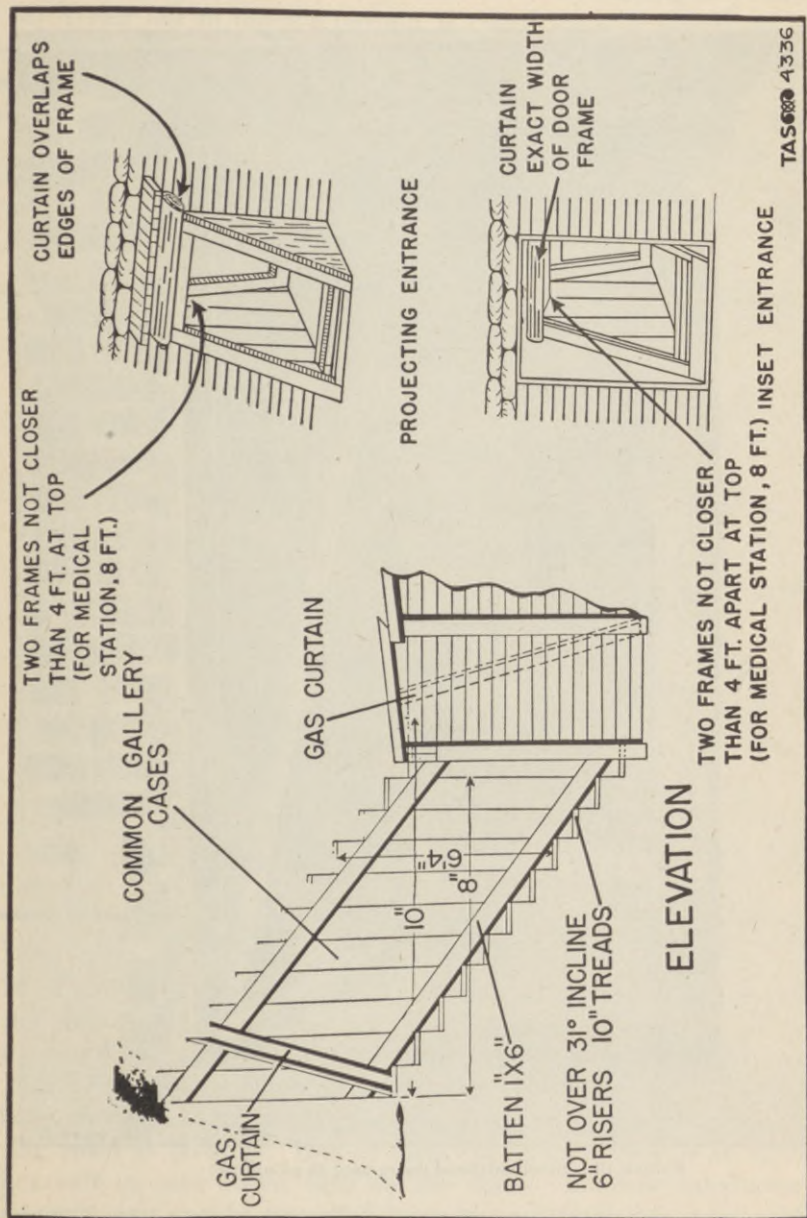 TWO FRAMES NOT CLOSER
THAN 4 FT. AT TOP
(FOR MEDICAL
STATION, 8 FT.)
CURTAIN OVERLAPS
EDGES OF FRAME
COMMON GALLERY
CASES
GAS CURTAIN
PROJECTING ENTRANCE
CURTAIN
EXACT WIDTH
OF DOOR
FRAME
6'4"
10"
8"
GAS
CURTAIN
BATTEN 1"X6"
NOT OVER 31° INCLINE
6" RISERS 10" TREADS
ELEVATION
TWO FRAMES NOT CLOSER
THAN 4 FT. APART AT TOP
(FOR MEDICAL STATION, 8 FT.)
INSET ENTRANCE
4336